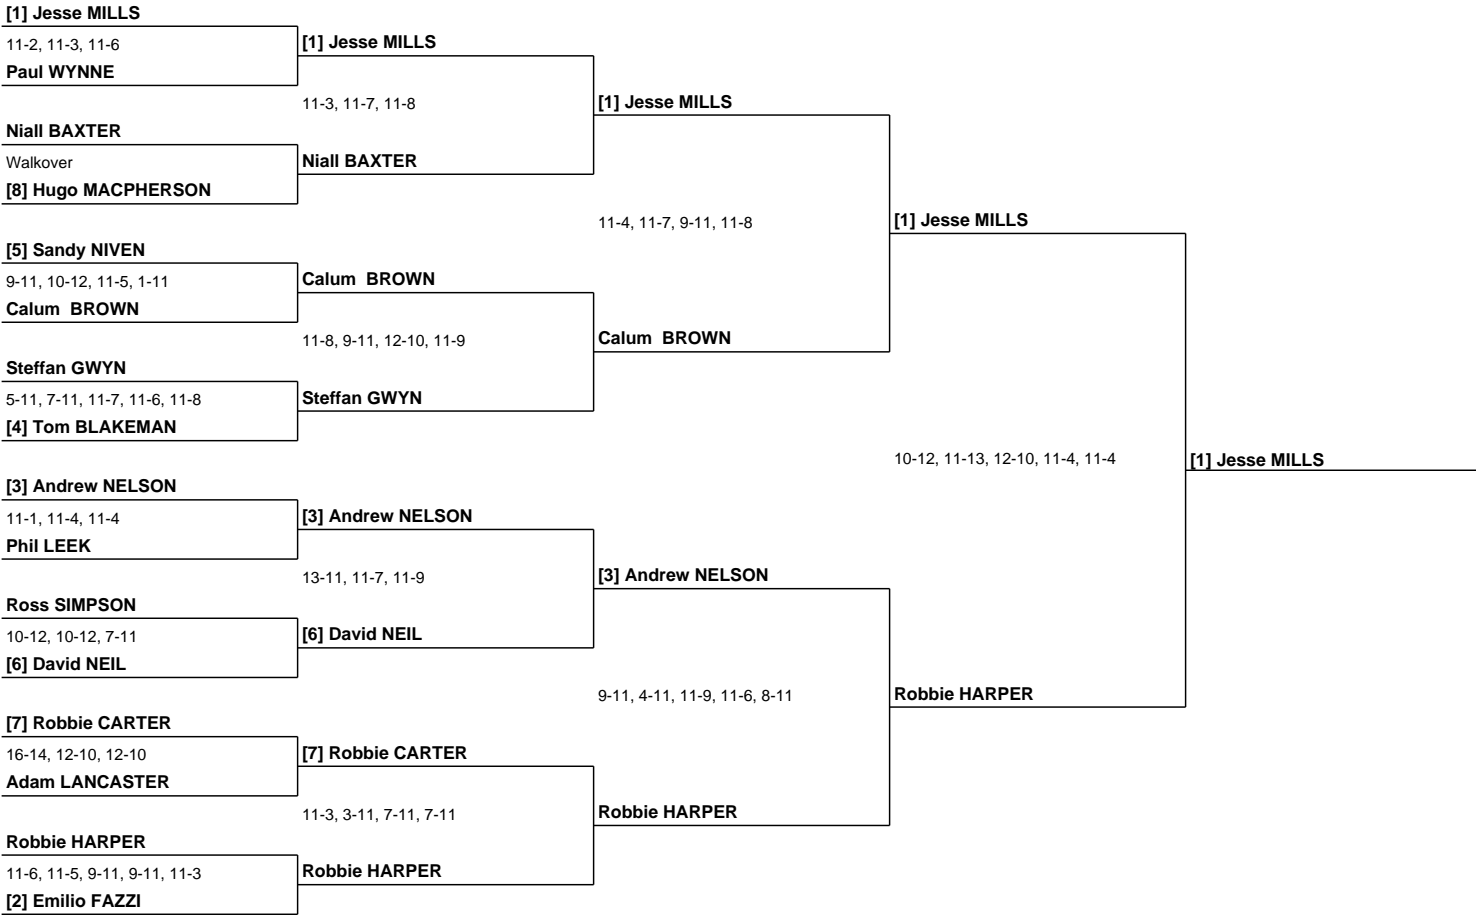 [1] Jesse MILLS
11-2, 11-3, 11-6
Paul WYNNE
Niall BAXTER
Walkover
[8] Hugo MACPHERSON
[5] Sandy NIVEN
9-11, 10-12, 11-5, 1-11
Calum  BROWN
Steffan GWYN
5-11, 7-11, 11-7, 11-6, 11-8
[4] Tom BLAKEMAN
[3] Andrew NELSON
11-1, 11-4, 11-4
Phil LEEK
Ross SIMPSON
10-12, 10-12, 7-11
[6] David NEIL
[7] Robbie CARTER
16-14, 12-10, 12-10
Adam LANCASTER
Robbie HARPER
11-6, 11-5, 9-11, 9-11, 11-3
[2] Emilio FAZZI
[1] Jesse MILLS
11-3, 11-7, 11-8
Niall BAXTER
Calum  BROWN
11-8, 9-11, 12-10, 11-9
Steffan GWYN
[3] Andrew NELSON
13-11, 11-7, 11-9
[6] David NEIL
[7] Robbie CARTER
11-3, 3-11, 7-11, 7-11
Robbie HARPER
[1] Jesse MILLS
11-4, 11-7, 9-11, 11-8
Calum  BROWN
[3] Andrew NELSON
9-11, 4-11, 11-9, 11-6, 8-11
Robbie HARPER
[1] Jesse MILLS
10-12, 11-13, 12-10, 11-4, 11-4
Robbie HARPER
[1] Jesse MILLS